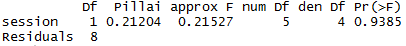 Df Pillai approx F num Df den Df Pr(>F)
session 1 0.21204 0.21527 5 4 0.9385
Residuals 8